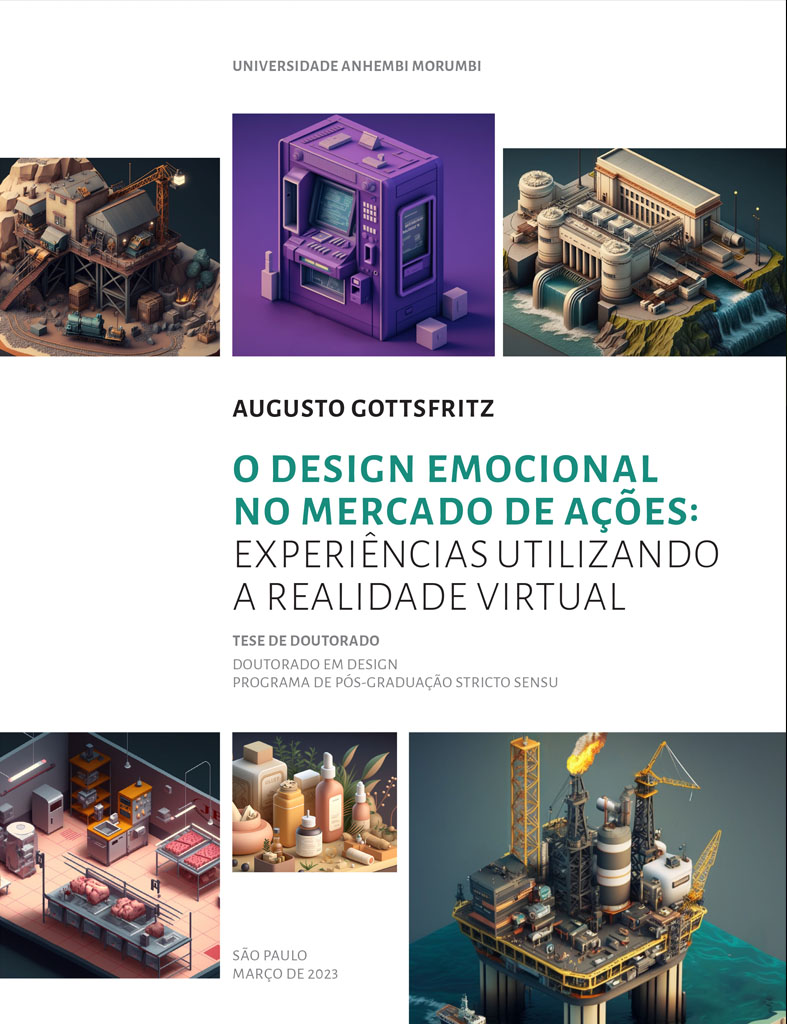 UNIVERSIDADE ANHEMBI MORUMBI
AUGUSTO GOTTSFRITZ
O DESIGN EMOCIONAL
NO MERCADO DE AÇÕES:
EXPERIÊNCIAS UTILIZANDO
A REALIDADE VIRTUAL
TESE DE DOUTORADO
DOUTORADO EM DESIGN
PROGRAMA DE PÓS-GRADUAÇÃO STRICTO SENSU
SÃO PAULO
MARÇO DE 2023